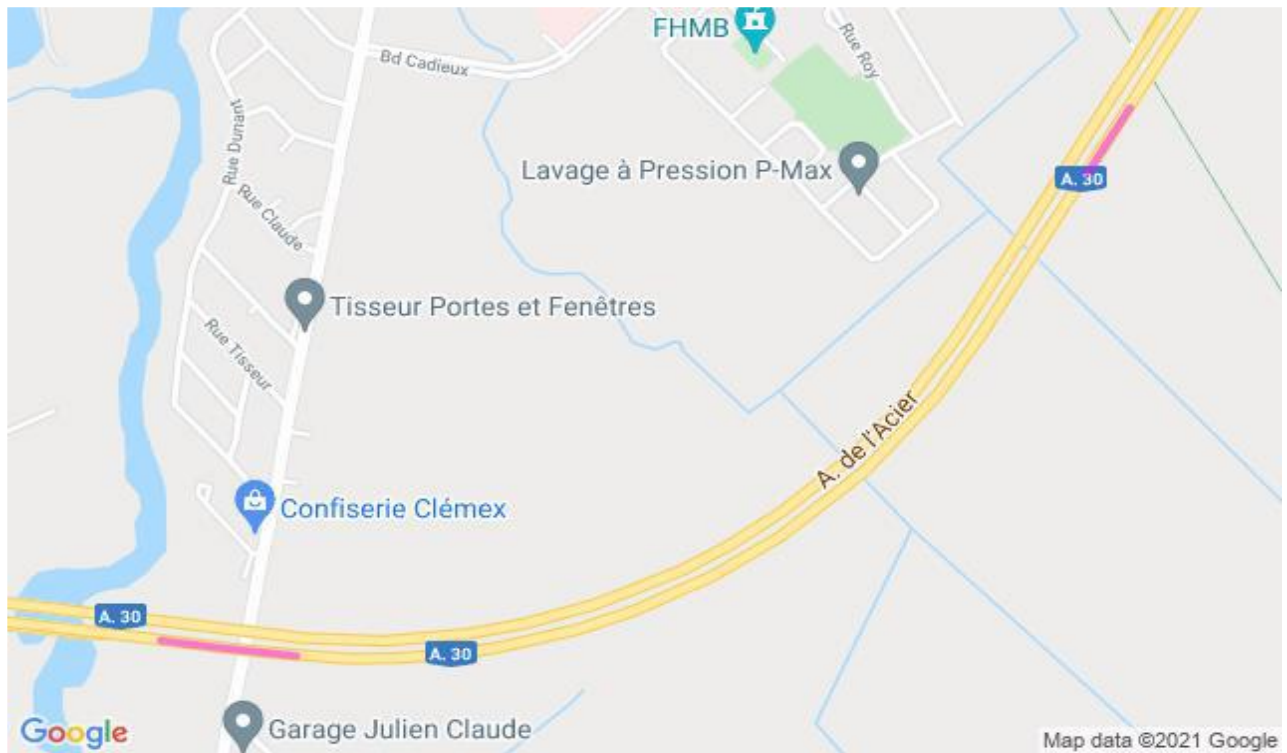 FHMB
Bd Cadieux
Rue Roy
Rue Dunant
Lavage à Pression P-Max
A. 30
Rue Claude
Tisseur Portes et Fenêtres
Rue Tisseur
A. de l'Acier
Confiserie Clémex
A. 30
A. 30
Garage Julien Claude
Google
Map data ©2021 Google